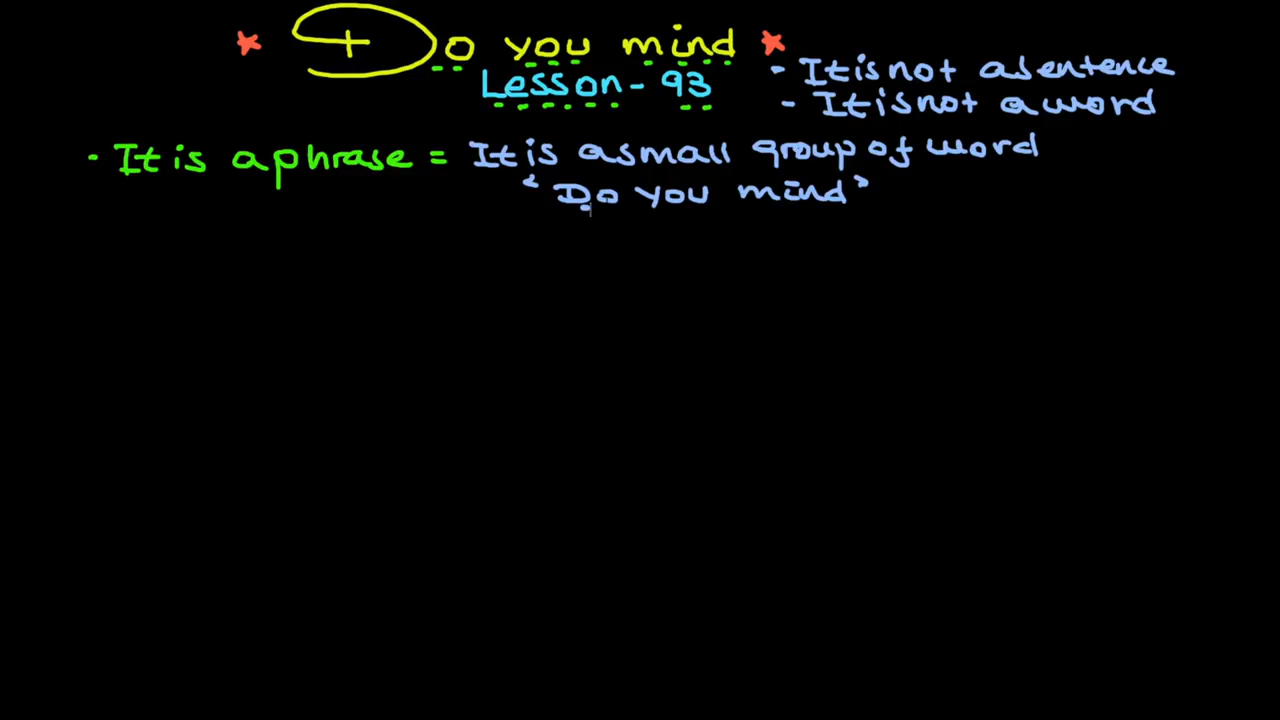 * Do you mind *
Lesson - 93
- It is not a sentence
- It is not a word
· It is a phrase = It is a small group of word
"Do you mind"